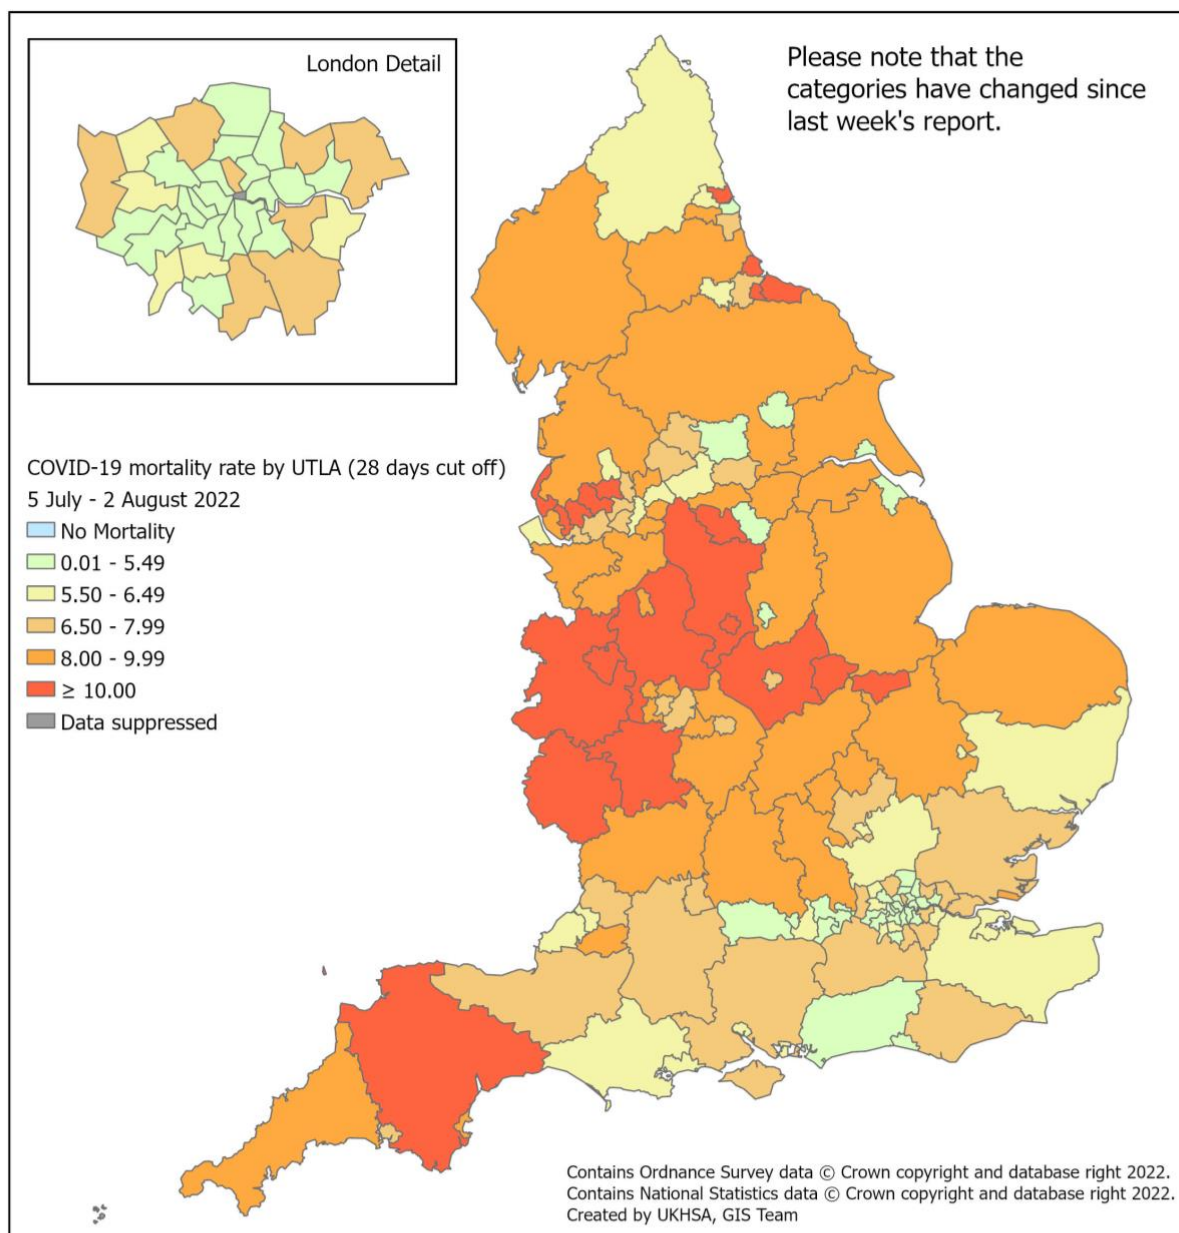 London Detail
Please note that the
categories have changed since
last week's report.
COVID-19 mortality rate by UTLA (28 days cut off)
5 July - 2 August 2022
No Mortality
0.01 - 5.49
5.50 - 6.49
6.50 - 7.99
8.00 - 9.99
≥ 10.00
Data suppressed
Contains Ordnance Survey data © Crown copyright and database right 2022.
Contains National Statistics data © Crown copyright and database right 2022.
Created by UKHSA, GIS Team